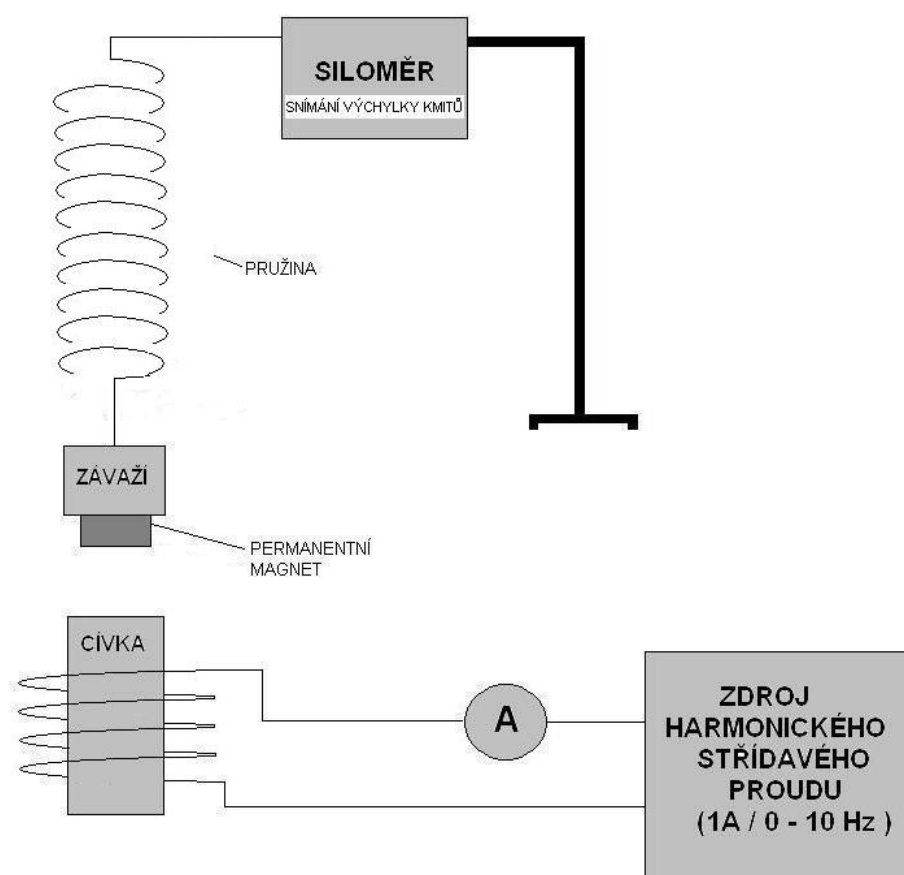 SILOMĚR
SNÍMÁNÍ VÝCHYLKY KMITŮ
PRUŽINA
ZÁVAŽÍ
PERMANENTNÍ
MAGNET
CÍVKA
A
ZDROJ
HARMONICKÉHO
STŘÍDAVÉHO
PROUDU
(1A / 0 - 10 Hz )